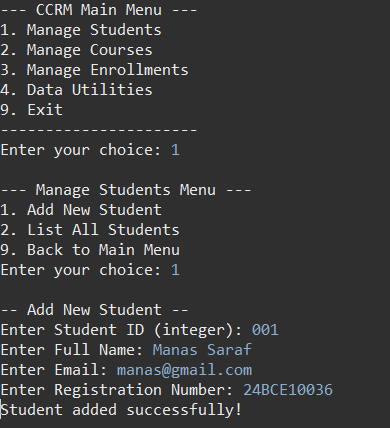 --- CCRM Main Menu ---
1. Manage Students
2. Manage Courses
3. Manage Enrollments
4. Data Utilities
9. Exit
----------------------
Enter your choice: 1
--- Manage Students Menu ---
1. Add New Student
2. List All Students
9. Back to Main Menu
Enter your choice: 1
-- Add New Student --
Enter Student ID (integer): 001
Enter Full Name: Manas Saraf
Enter Email: manas@gmail.com
Enter Registration Number: 24BCE10036
Student added successfully!